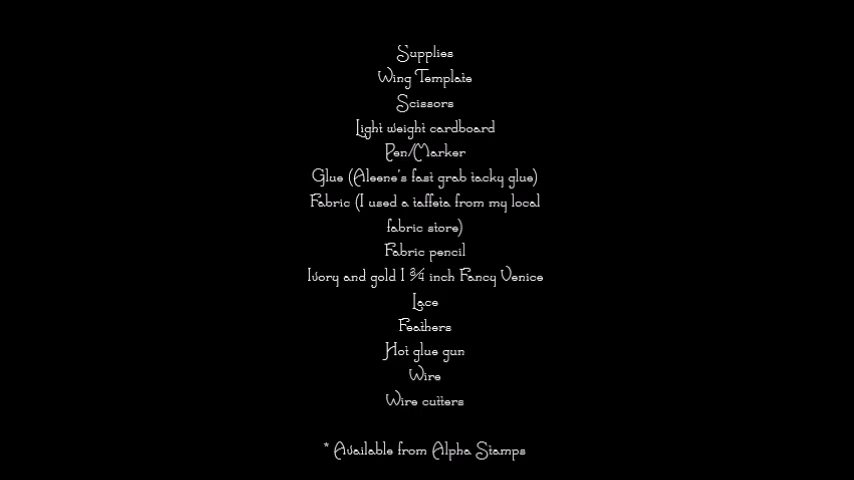 Supplies
Wing Template
Scissors
Light weight cardboard
Pen/Marker
Glue (Aleene's fast grab tacky glue)
Fabric (I used a taffeta from my local
fabric store)
Fabric pencil
Ivory and gold 1 ¾ inch Fancy Venice
Lace
Feathers
Hot glue gun
Wire
Wire cutters
* Available from Alpha Stamps